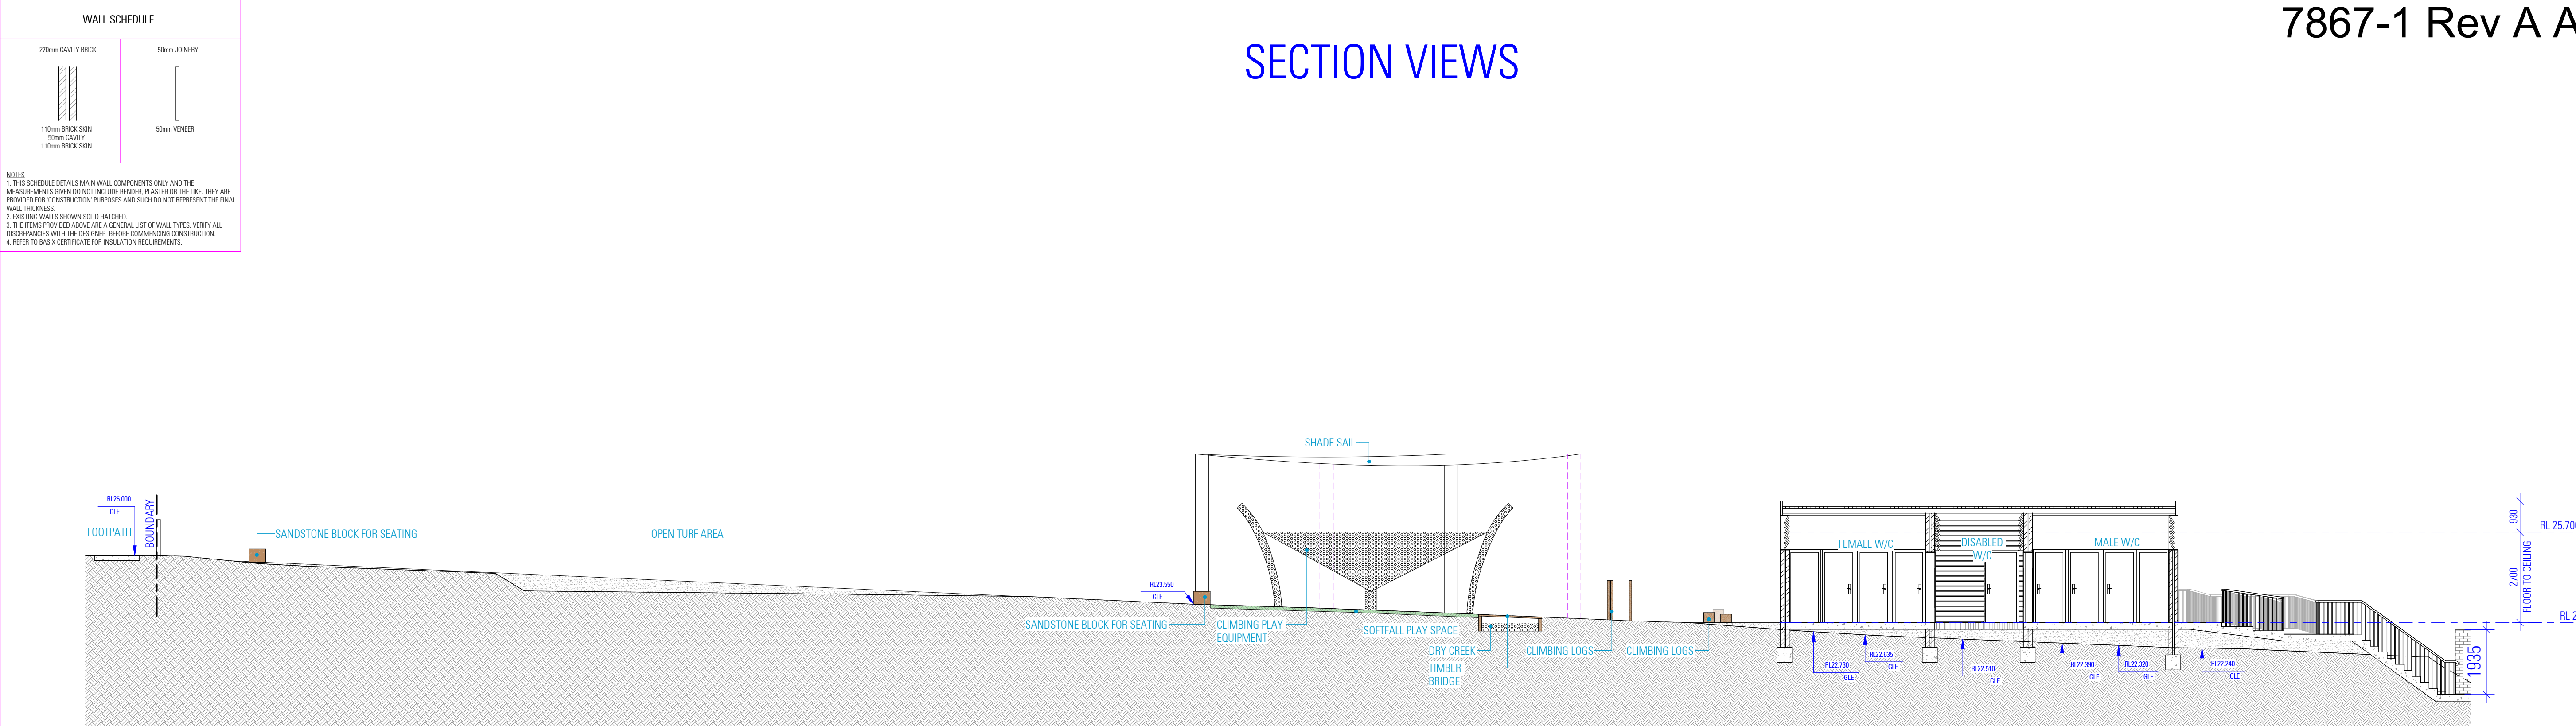 WALL SCHEDULE
270mm CAVITY BRICK
50mm JOINERY
110mm BRICK SKIN
50mm CAVITY
110mm BRICK SKIN
50mm VENEER
NOTES
1. THIS SCHEDULE DETAILS MAIN WALL COMPONENTS ONLY AND THE
MEASUREMENTS GIVEN DO NOT INCLUDE RENDER, PLASTER OR THE LIKE. THEY ARE
PROVIDED FOR 'CONSTRUCTION' PURPOSES AND SUCH DO NOT REPRESENT THE FINAL
WALL THICKNESS.
2. EXISTING WALLS SHOWN SOLID HATCHED.
3. THE ITEMS PROVIDED ABOVE ARE A GENERAL LIST OF WALL TYPES. VERIFY ALL
DISCREPANCIES WITH THE DESIGNER BEFORE COMMENCING CONSTRUCTION.
4. REFER TO BASIX CERTIFICATE FOR INSULATION REQUIREMENTS.
7867-1 Rev A A
SECTION VIEWS
RL25.000
GLE
FOOTPATH
BOUNDARY
SANDSTONE BLOCK FOR SEATING
OPEN TURF AREA
SHADE SAIL
RL23.550
GLE
SANDSTONE BLOCK FOR SEATING
CLIMBING PLAY
EQUIPMENT
SOFTFALL PLAY SPACE
DRY CREEK
TIMBER
BRIDGE
CLIMBING LOGS
CLIMBING LOGS
FEMALE W/C
DISABLED
W/C
MALE W/C
RL22.730
GLE
RL22.635
GLE
RL22.510
GLE
RL22.390
GLE
RL22.320
GLE
RL22.240
GLE
930
2700
FLOOR TO CEILING
1935
RL 25.700
RL 2